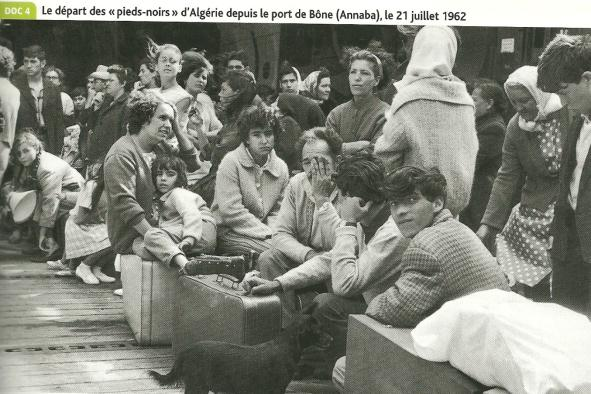 DOC 4 Le départ des « pieds-noirs » d'Algérie depuis le port de Bône (Annaba), le 21 juillet 1962